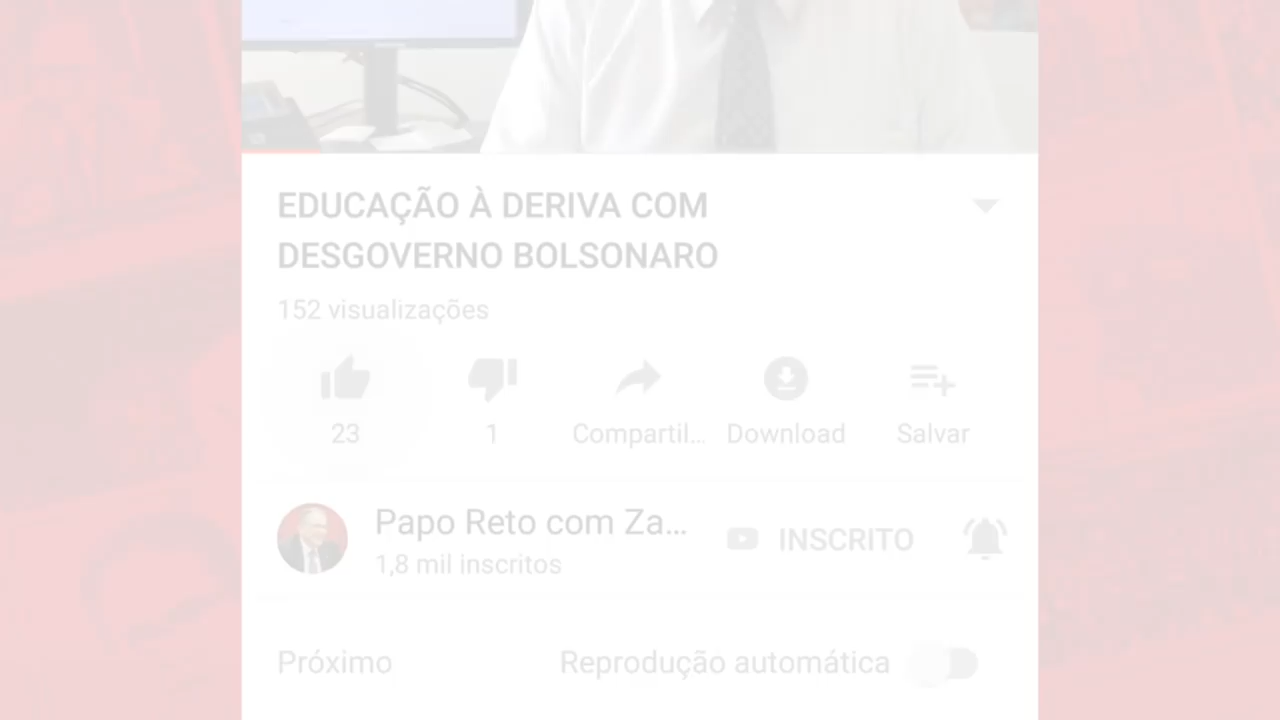 EDUCAÇÃO À DERIVA COM
DESGOVERNO BOLSONARO
152 visualizações
23
1
Compartil...
Download
Salvar
Papo Reto com Za...
INSCRITO
1,8 mil inscritos
Próximo
Reprodução automática